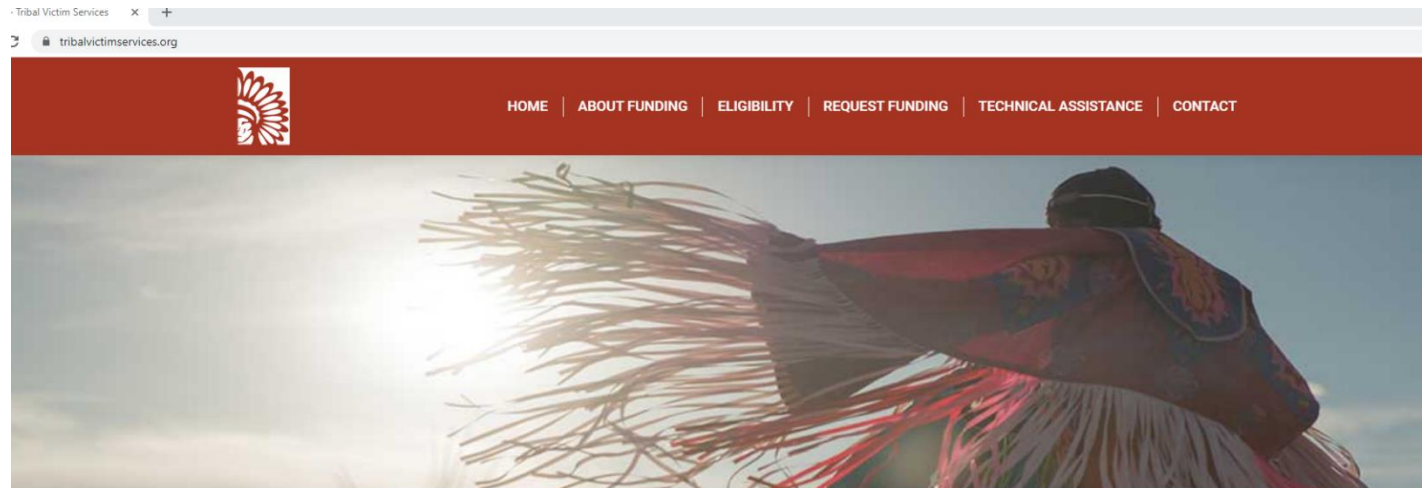 - Tribal Victim Services
tribalvictimservices.org
HOME ABOUT FUNDING ELIGIBILITY REQUEST FUNDING TECHNICAL ASSISTANCE CONTACT